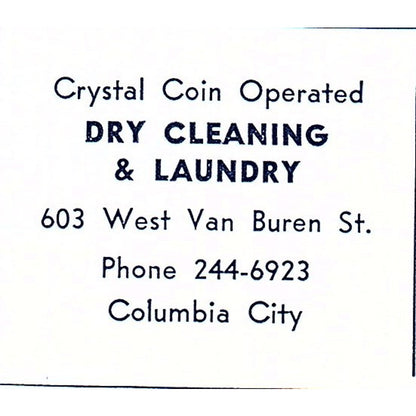 Crystal Coin Operated
DRY CLEANING
& LAUNDRY
603 West Van Buren St.
Phone 244-6923
Columbia City